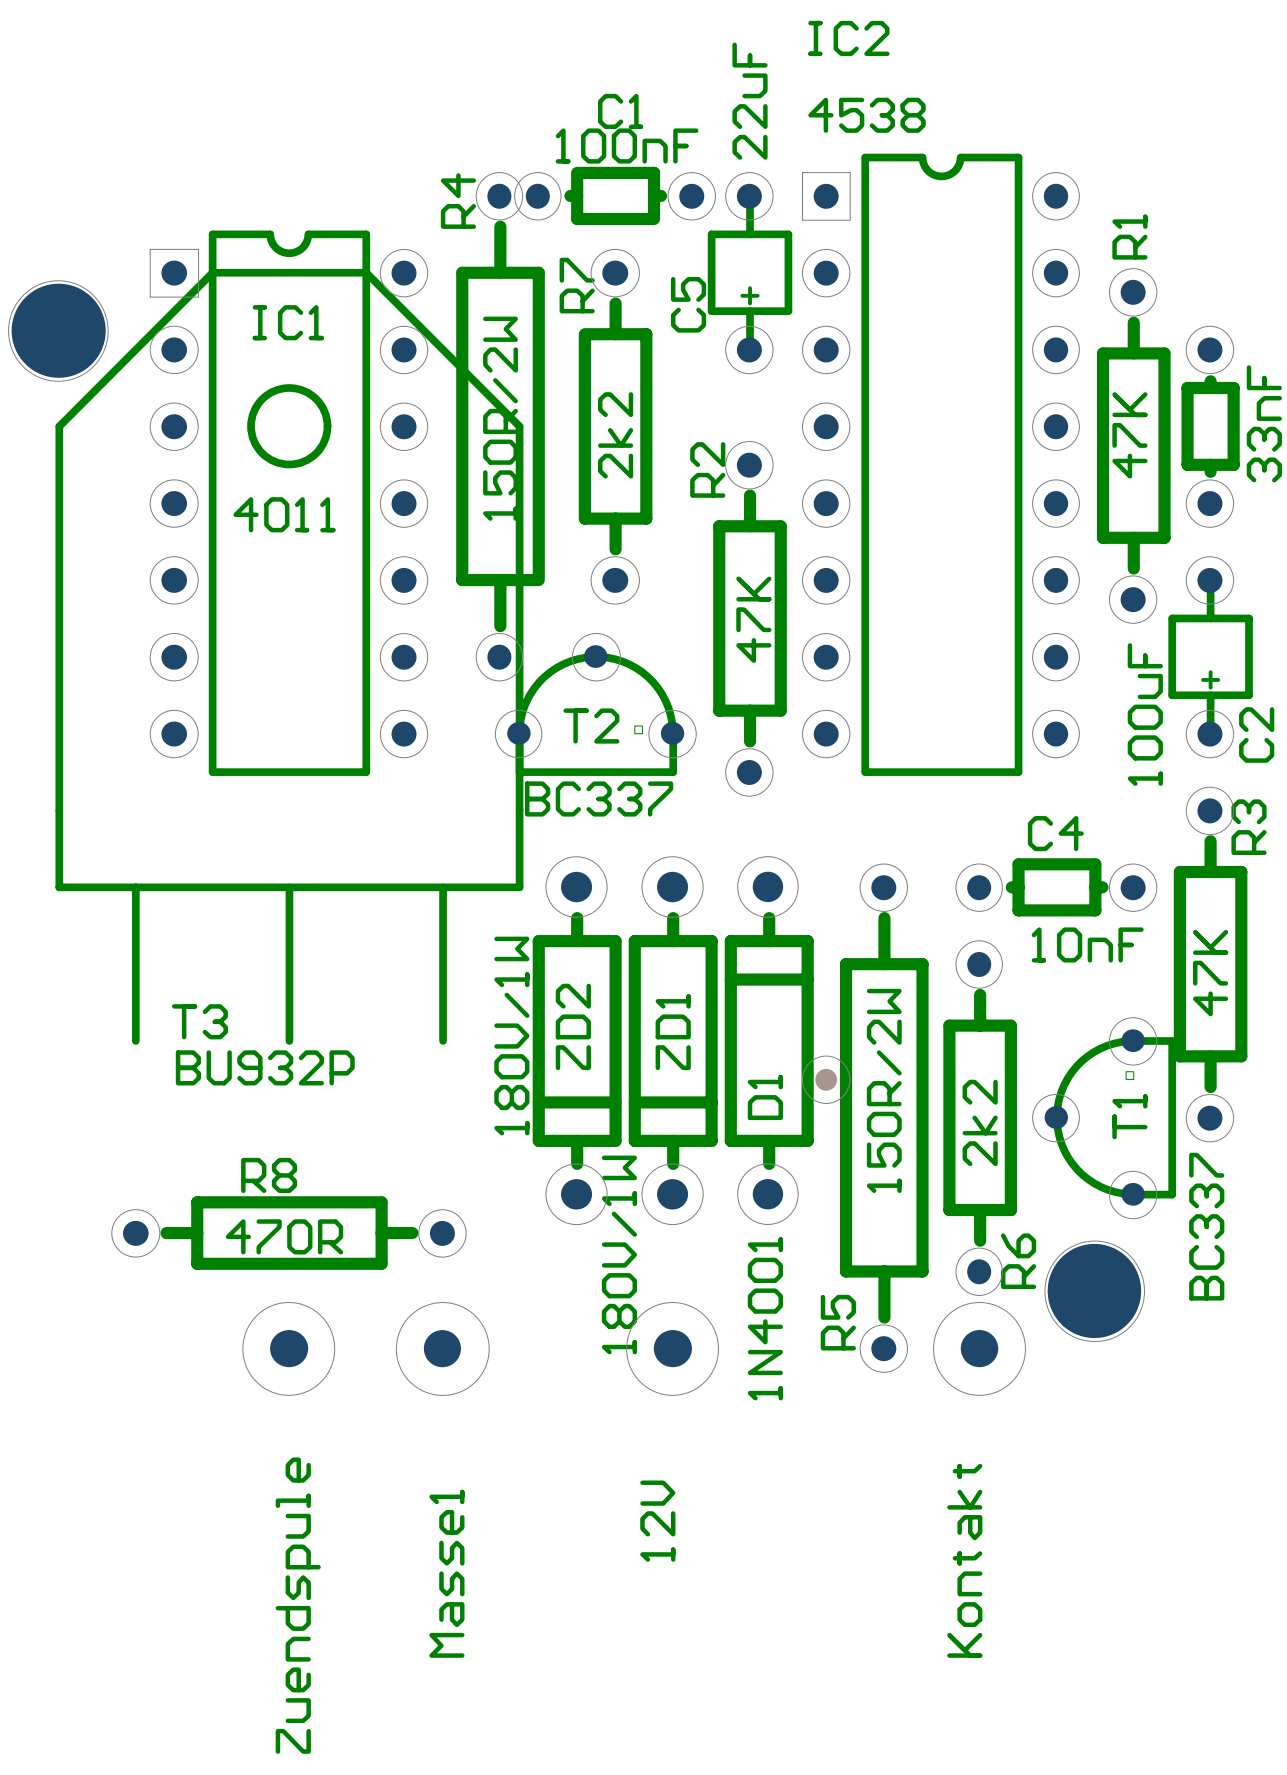 IC2
4538
22uF
C1
100nF
R4
R7
C5
R1
IC1
4011
150R/2W
2k2
R2
47K
47K
33nF
T2
BC337
100uF
C2
R3
C4
10nF
47K
T3
BU932P
180V/1W
ZD2
ZD1
D1
150R/2W
2k2
T1
R8
470R
180V/1W
1N4001
R5
R6
BC337
Zuendspule
Masse1
12V
Kontakt